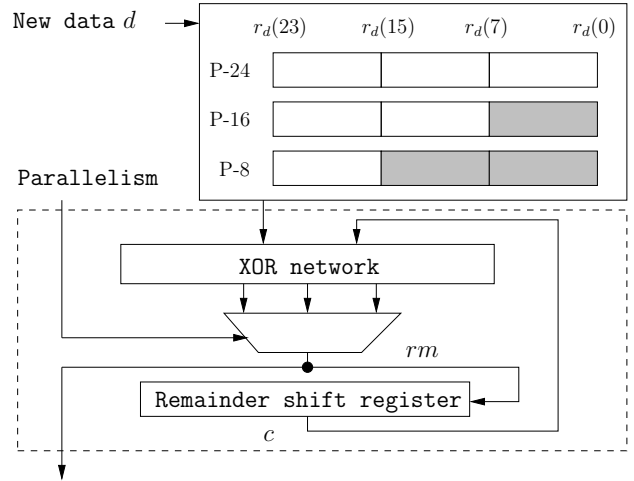 New data d
r_d(23) r_d(15) r_d(7) r_d(0)
P-24
P-16
P-8
Parallelism
XOR network
rm
Remainder shift register
c